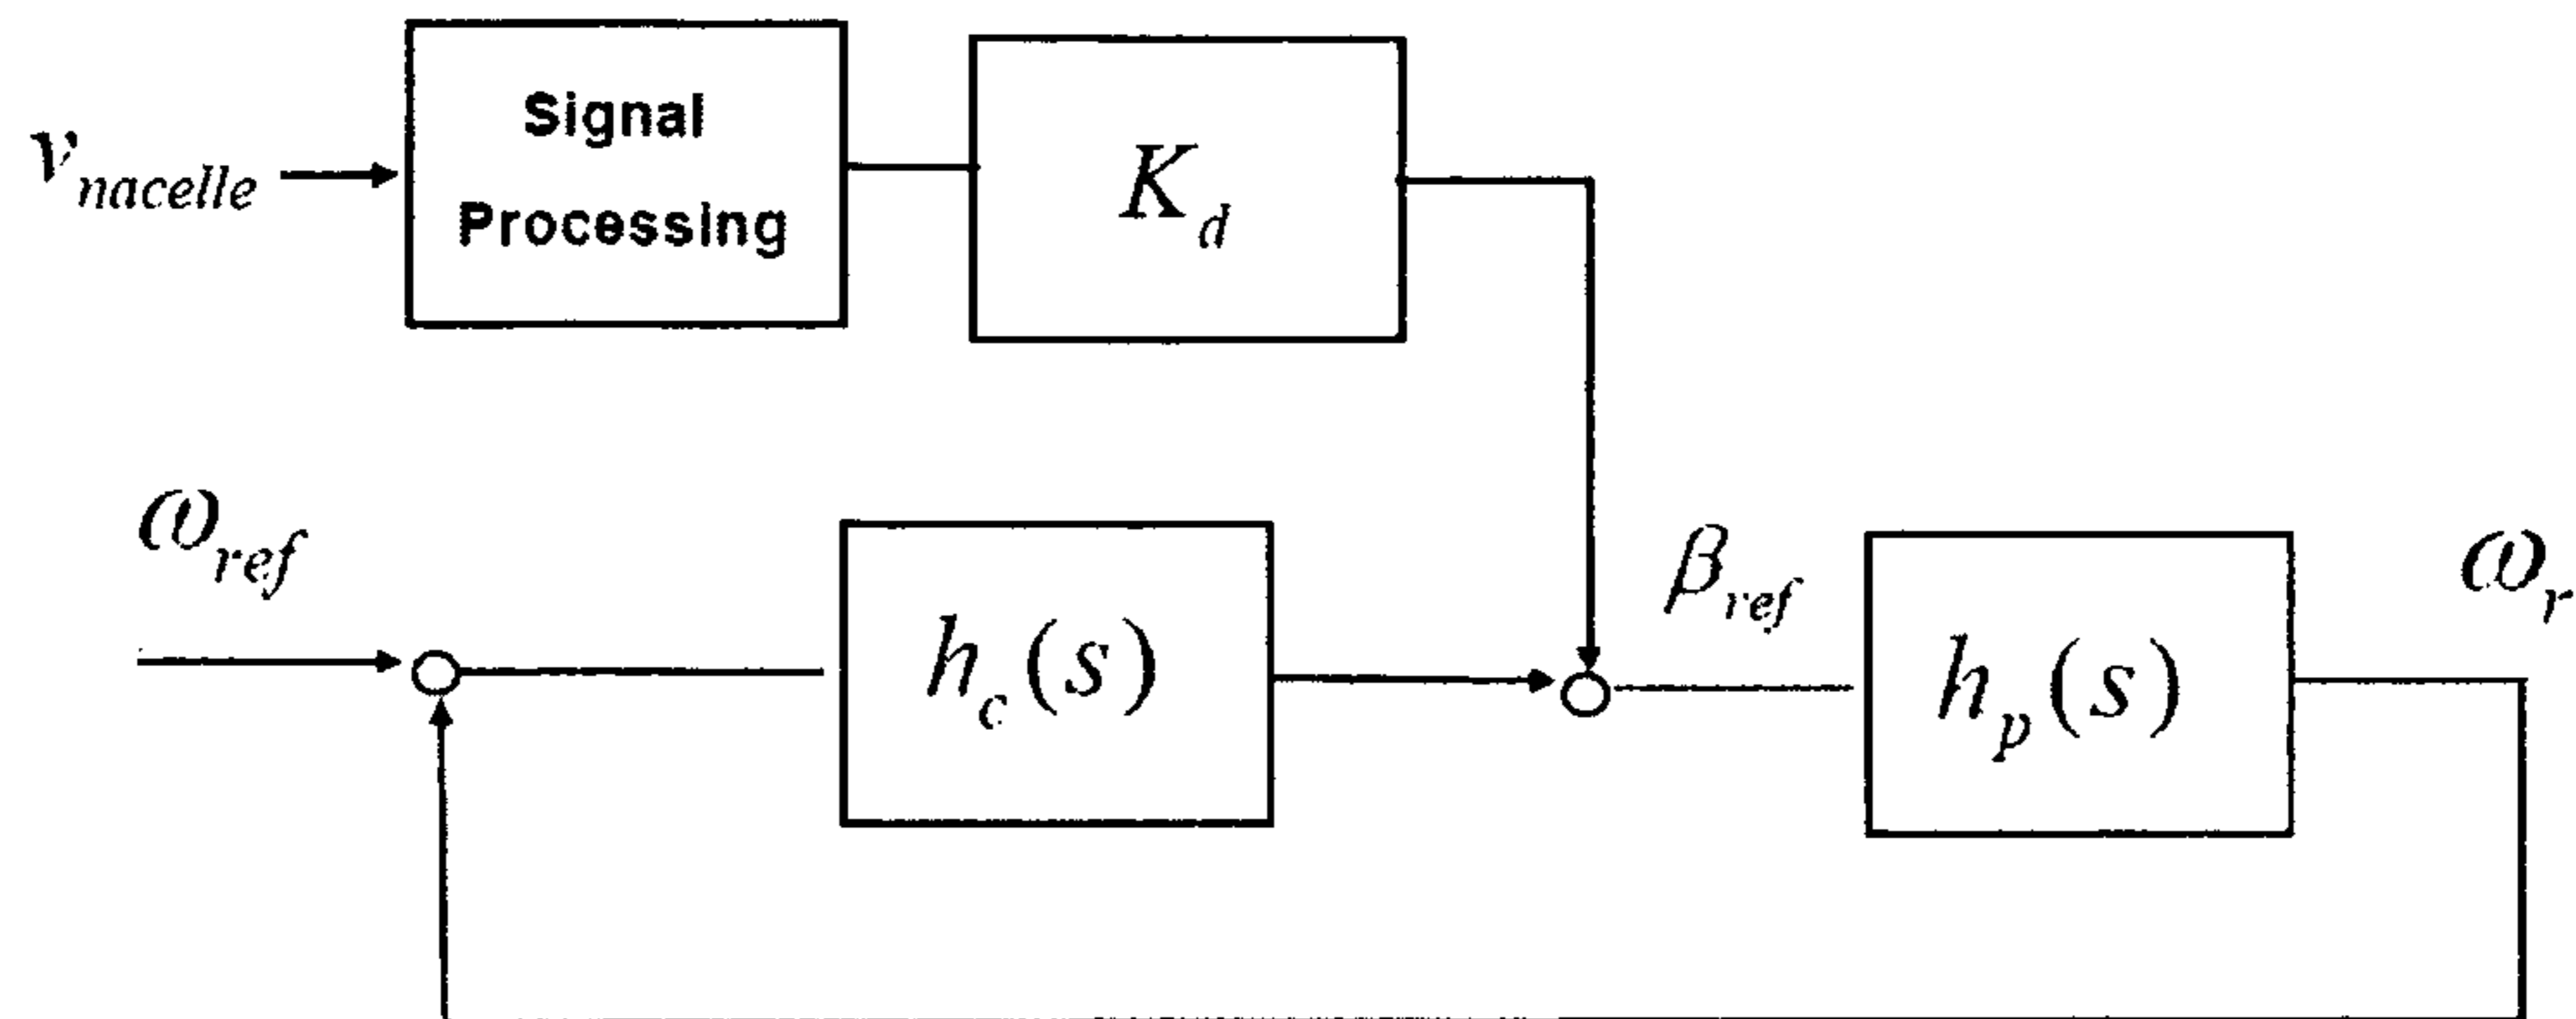 v_nacelle
Signal
Processing
K_d
ω_ref
h_c(s)
β_ref
h_p(s)
ω_r